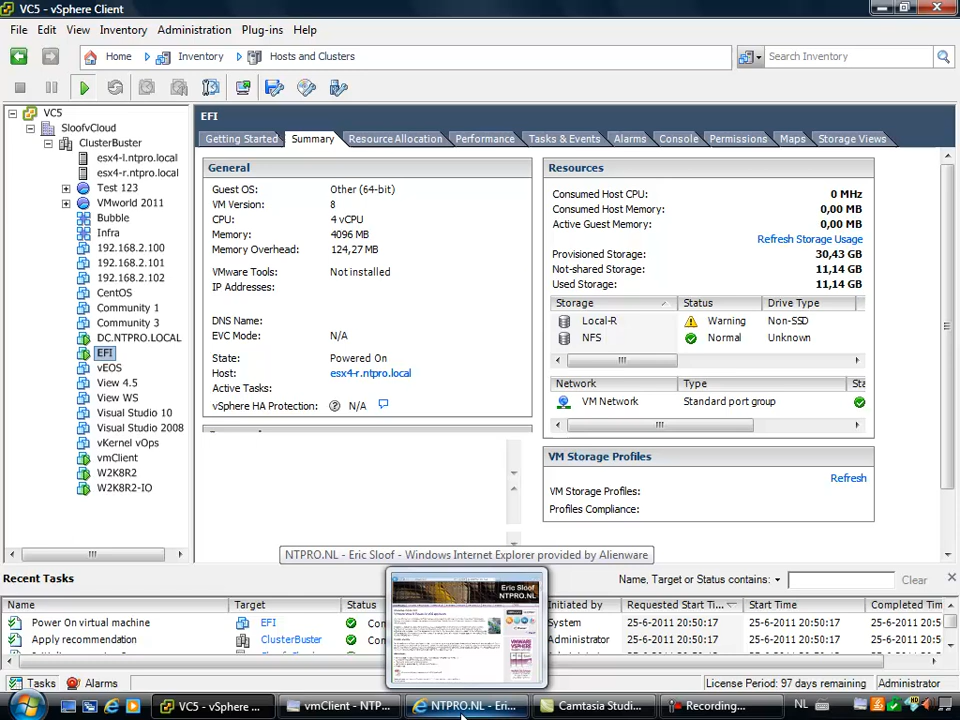 VC5 - vSphere Client
File Edit View Inventory Administration Plug-ins Help
Home Inventory Hosts and Clusters
Search Inventory
VC5
SloofvCloud
ClusterBuster
esx4-l.ntpro.local
esx4-r.ntpro.local
Test 123
VMworld 2011
Bubble
Infra
192.168.2.100
192.168.2.101
192.168.2.102
CentOS
Community 1
Community 3
DC.NTPRO.LOCAL
EFI
vEOS
View 4.5
View WS
Visual Studio 10
Visual Studio 2008
vKernel vOps
vmClient
W2K8R2
W2K8R2-IO
EFI
Getting Started Summary Resource Allocation Performance Tasks & Events Alarms Console Permissions Maps Storage Views
General
Guest OS: Other (64-bit)
VM Version: 8
CPU: 4 vCPU
Memory: 4096 MB
Memory Overhead: 124,27 MB
VMware Tools: Not installed
IP Addresses:
DNS Name:
EVC Mode: N/A
State: Powered On
Host: esx4-r.ntpro.local
Active Tasks:
vSphere HA Protection: N/A
Resources
Consumed Host CPU: 0 MHz
Consumed Host Memory: 0,00 MB
Active Guest Memory: 0,00 MB
Refresh Storage Usage
Provisioned Storage: 30,43 GB
Not-shared Storage: 11,14 GB
Used Storage: 11,14 GB
Storage Status Drive Type
Local-R Warning Non-SSD
NFS Normal Unknown
Network Type Sta
VM Network Standard port group
VM Storage Profiles
Refresh
VM Storage Profiles:
Profiles Compliance:
NTPRO.NL - Eric Sloof - Windows Internet Explorer provided by Alienware
Eric Sloof
NTPRO.NL
Recent Tasks
Name, Target or Status contains: Clear
Name Target Status Initiated by Requested Start Ti... Start Time Completed Time
Power On virtual machine EFI Com System 25-6-2011 20:50:17 25-6-2011 20:50:17
Apply recommendation ClusterBuster Com Administrator 25-6-2011 20:50:17 25-6-2011 20:50:17
Tasks Alarms
License Period: 97 days remaining Administrator
VC5 - vSphere ... vmClient - NTP... NTPRO.NL - Eri... Camtasia Studi... Recording...
NL
20:50